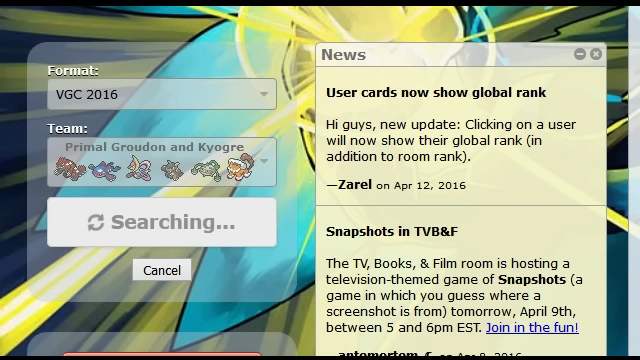 Format:
VGC 2016
Team:
Primal Groudon and Kyogre
Searching...
Cancel
News
User cards now show global rank
Hi guys, new update: Clicking on a user
will now show their global rank (in
addition to room rank).
—Zarel on Apr 12, 2016
Snapshots in TVB&F
The TV, Books, & Film room is hosting a
television-themed game of Snapshots (a
game in which you guess where a
screenshot is from) tomorrow, April 9th,
between 5 and 6pm EST. Join in the fun!
on Apr 8, 2016